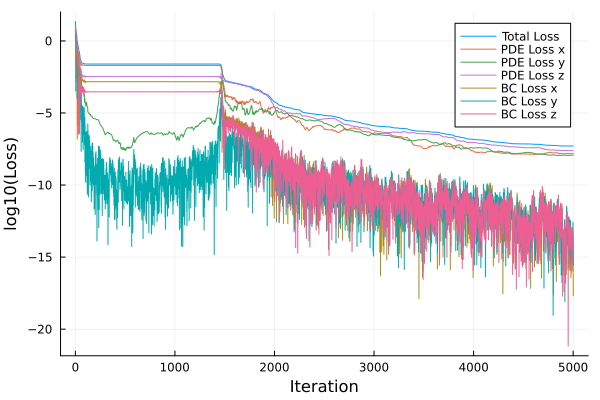 Total Loss
PDE Loss x
PDE Loss y
PDE Loss z
BC Loss x
BC Loss y
BC Loss z
log10(Loss)
0
−5
−10
−15
−20
0 1000 2000 3000 4000 5000
Iteration